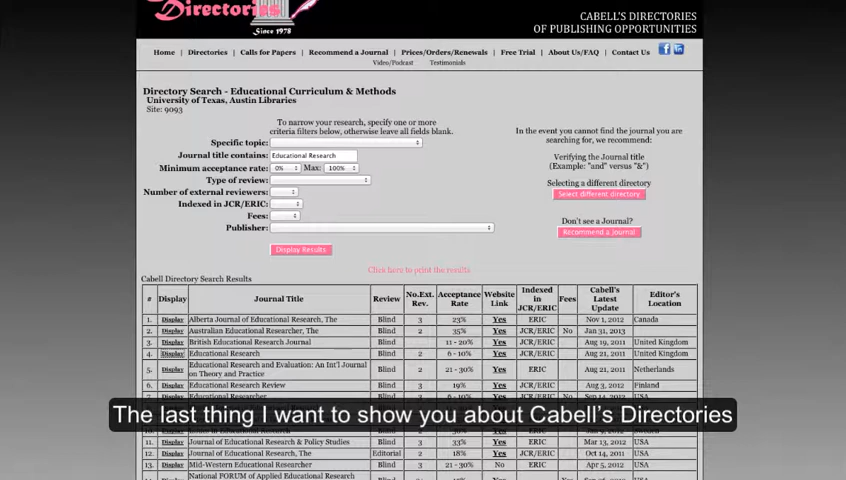 Directories
Since 1978
CABELL'S DIRECTORIES
OF PUBLISHING OPPORTUNITIES
Home | Directories | Calls for Papers | Recommend a Journal | Prices/Orders/Renewals | Free Trial | About Us/FAQ | Contact Us
Video/Podcast Testimonials
Directory Search - Educational Curriculum & Methods
University of Texas, Austin Libraries
Site: 9093
To narrow your research, specify one or more
criteria filters below, otherwise leave all fields blank.
Specific topic:
Journal title contains: Educational Research
Minimum acceptance rate: 0% Max: 100%
Type of review:
Number of external reviewers:
Indexed in JCR/ERIC:
Fees:
Publisher:
Display Results
In the event you cannot find the journal you are
searching for, we recommend:
Verifying the Journal title
(Example: "and" versus "&")
Selecting a different directory
Select different directory
Don't see a Journal?
Recommend a Journal
Click here to print the results
Cabell Directory Search Results
# Display Journal Title Review No.Ext. Rev. Acceptance Rate Website Link Indexed in JCR/ERIC Fees Cabell's Latest Update Editor's Location
1. Display Alberta Journal of Educational Research, The Blind 3 23% Yes ERIC Nov 1, 2012 Canada
2. Display Australian Educational Researcher, The Blind 2 35% Yes JCR/ERIC No Jan 31, 2013
3. Display British Educational Research Journal Blind 11 - 20% Yes JCR/ERIC Aug 19, 2011 United Kingdom
4. Display Educational Research Blind 2 6 - 10% Yes JCR/ERIC Aug 21, 2011 United Kingdom
5. Display Educational Research and Evaluation: An Int'l Journal on Theory and Practice Blind 2 21 - 30% Yes ERIC Aug 21, 2011 Netherlands
6. Display Educational Research Review Blind 3 19% Yes JCR/ERIC Aug 3, 2012 Finland
7. Display Educational Researcher Blind 2 6 - 10% Yes JCR/ERIC No USA
The last thing I want to show you about Cabell's Directories
11. Display Journal of Educational Research & Policy Studies Blind 3 33% Yes ERIC Mar 13, 2012 USA
12. Display Journal of Educational Research, The Editorial 2 18% Yes JCR/ERIC Oct 14, 2011 USA
13. Display Mid-Western Educational Researcher Blind 3 21 - 30% No ERIC Apr 5, 2012 USA
National FORUM of Applied Educational Research